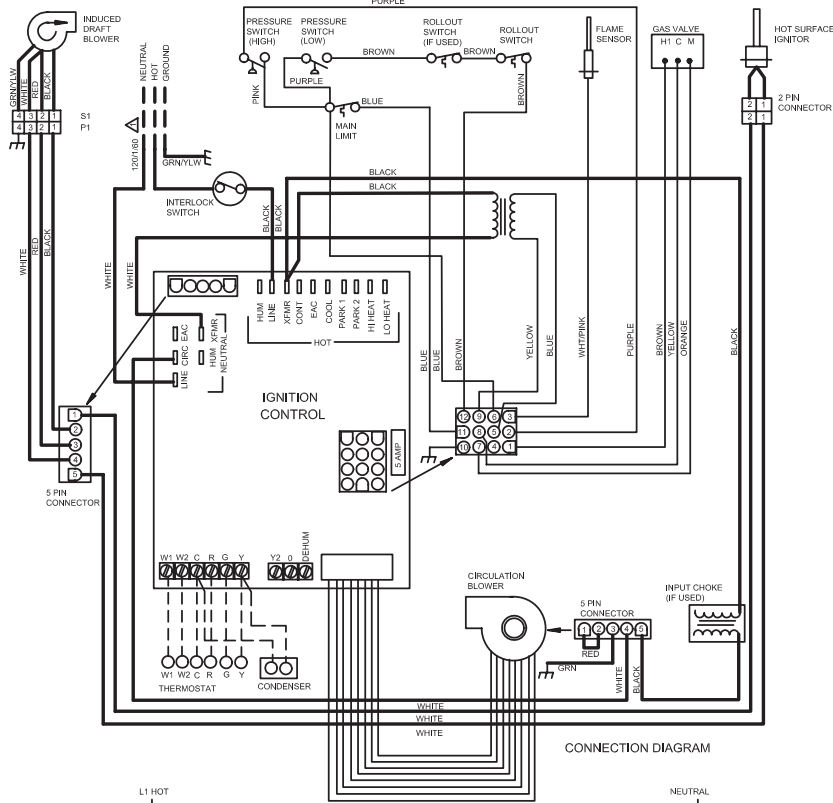 PURPLE
INDUCED
DRAFT
BLOWER
PRESSURE
SWITCH
(HIGH)
PRESSURE
SWITCH
(LOW)
ROLLOUT
SWITCH
(IF USED)
ROLLOUT
SWITCH
FLAME
SENSOR
GAS VALVE
H1 C M
HOT SURFACE
IGNITOR
BROWN
BROWN
PURPLE
PINK
BLUE
BROWN
MAIN
LIMIT
GRN/YLW
WHITE
RED
BLACK
4 3 2 1 S1
4 3 2 1 P1
NEUTRAL
HOT
GROUND
1
120/1/60
GRN/YLW
2 1
2 1
2 PIN
CONNECTOR
INTERLOCK
SWITCH
BLACK
BLACK
BLACK
BLACK
WHITE
RED
BLACK
WHITE
WHITE
HUM
LINE
XFMR
CONT
EAC
COOL
PARK 1
PARK 2
HI HEAT
LO HEAT
HOT
EAC
XFMR
CIRC
HUM
NEUTRAL
LINE
IGNITION
CONTROL
5 AMP
BLUE
BLUE
BROWN
YELLOW
BLUE
WHT/PINK
PURPLE
BROWN
YELLOW
ORANGE
BLACK
12 9 6 3
11 8 5 2
10 7 4 1
1
2
3
4
5
5 PIN
CONNECTOR
W1 W2 C R G Y
Y2 0 DEHUM
W1 W2 C R G Y
THERMOSTAT
CONDENSER
CIRCULATION
BLOWER
5 PIN
CONNECTOR
1 2 3 4 5
RED
GRN
WHITE
BLACK
INPUT CHOKE
(IF USED)
WHITE
WHITE
WHITE
CONNECTION DIAGRAM
L1 HOT
NEUTRAL